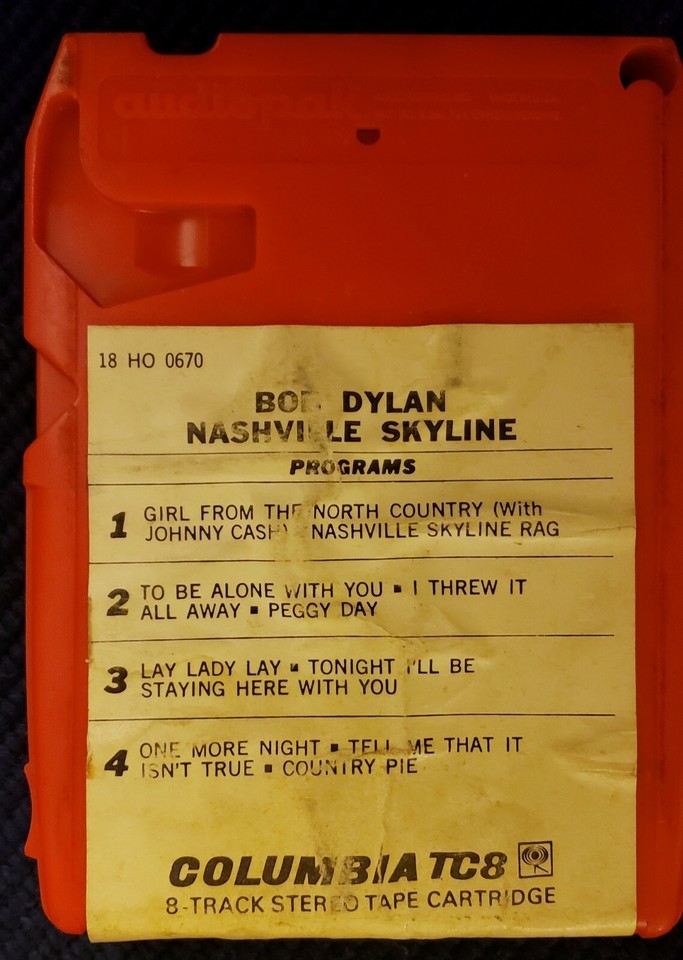 audiopak
18 HO 0670
BOB DYLAN
NASHVILLE SKYLINE
PROGRAMS
1 GIRL FROM THE NORTH COUNTRY (With
JOHNNY CASH) NASHVILLE SKYLINE RAG
2 TO BE ALONE WITH YOU ▪ I THREW IT
ALL AWAY ▪ PEGGY DAY
3 LAY LADY LAY ▪ TONIGHT I'LL BE
STAYING HERE WITH YOU
4 ONE MORE NIGHT ▪ TELL ME THAT IT
ISN'T TRUE ▪ COUNTRY PIE
COLUMBIA TC8
8-TRACK STEREO TAPE CARTRIDGE